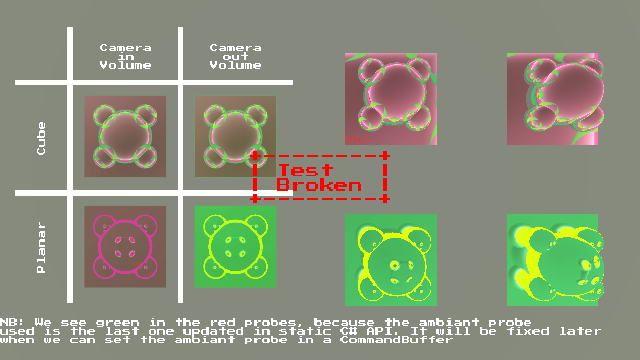 Camera
in
Volume
Camera
out
Volume
Cube
Planar
Test
Broken
NB! We see green in the red probes, because the ambiant probe
used is the last one updated in static C# API. It will be fixed later
when we can set the ambiant probe in a CommandBuffer